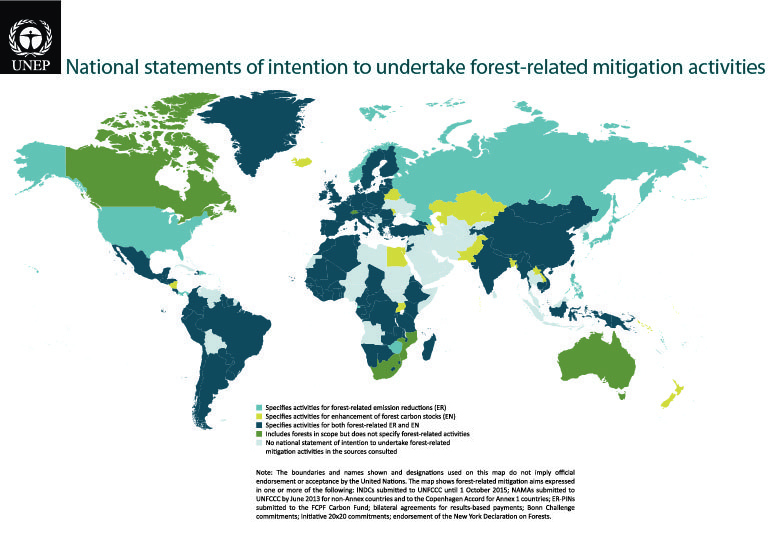 UNEP
National statements of intention to undertake forest-related mitigation activities
Specifies activities for forest-related emission reductions (ER)
Specifies activities for enhancement of forest carbon stocks (EN)
Specifies activities for both forest-related ER and EN
Includes forests in scope but does not specify forest-related activities
No national statement of intention to undertake forest-related
mitigation activities in the sources consulted
Note: The boundaries and names shown and designations used on this map do not imply official
endorsement or acceptance by the United Nations. The map shows forest-related mitigation aims expressed
in one or more of the following: INDCs submitted to UNFCCC until 1 October 2015; NAMAs submitted to
UNFCCC by June 2013 for non-Annex countries and to the Copenhagen Accord for Annex 1 countries; ER-PINs
submitted to the FCPF Carbon Fund; bilateral agreements for results-based payments; Bonn Challenge
commitments; Initiative 20x20 commitments; endorsement of the New York Declaration on Forests.